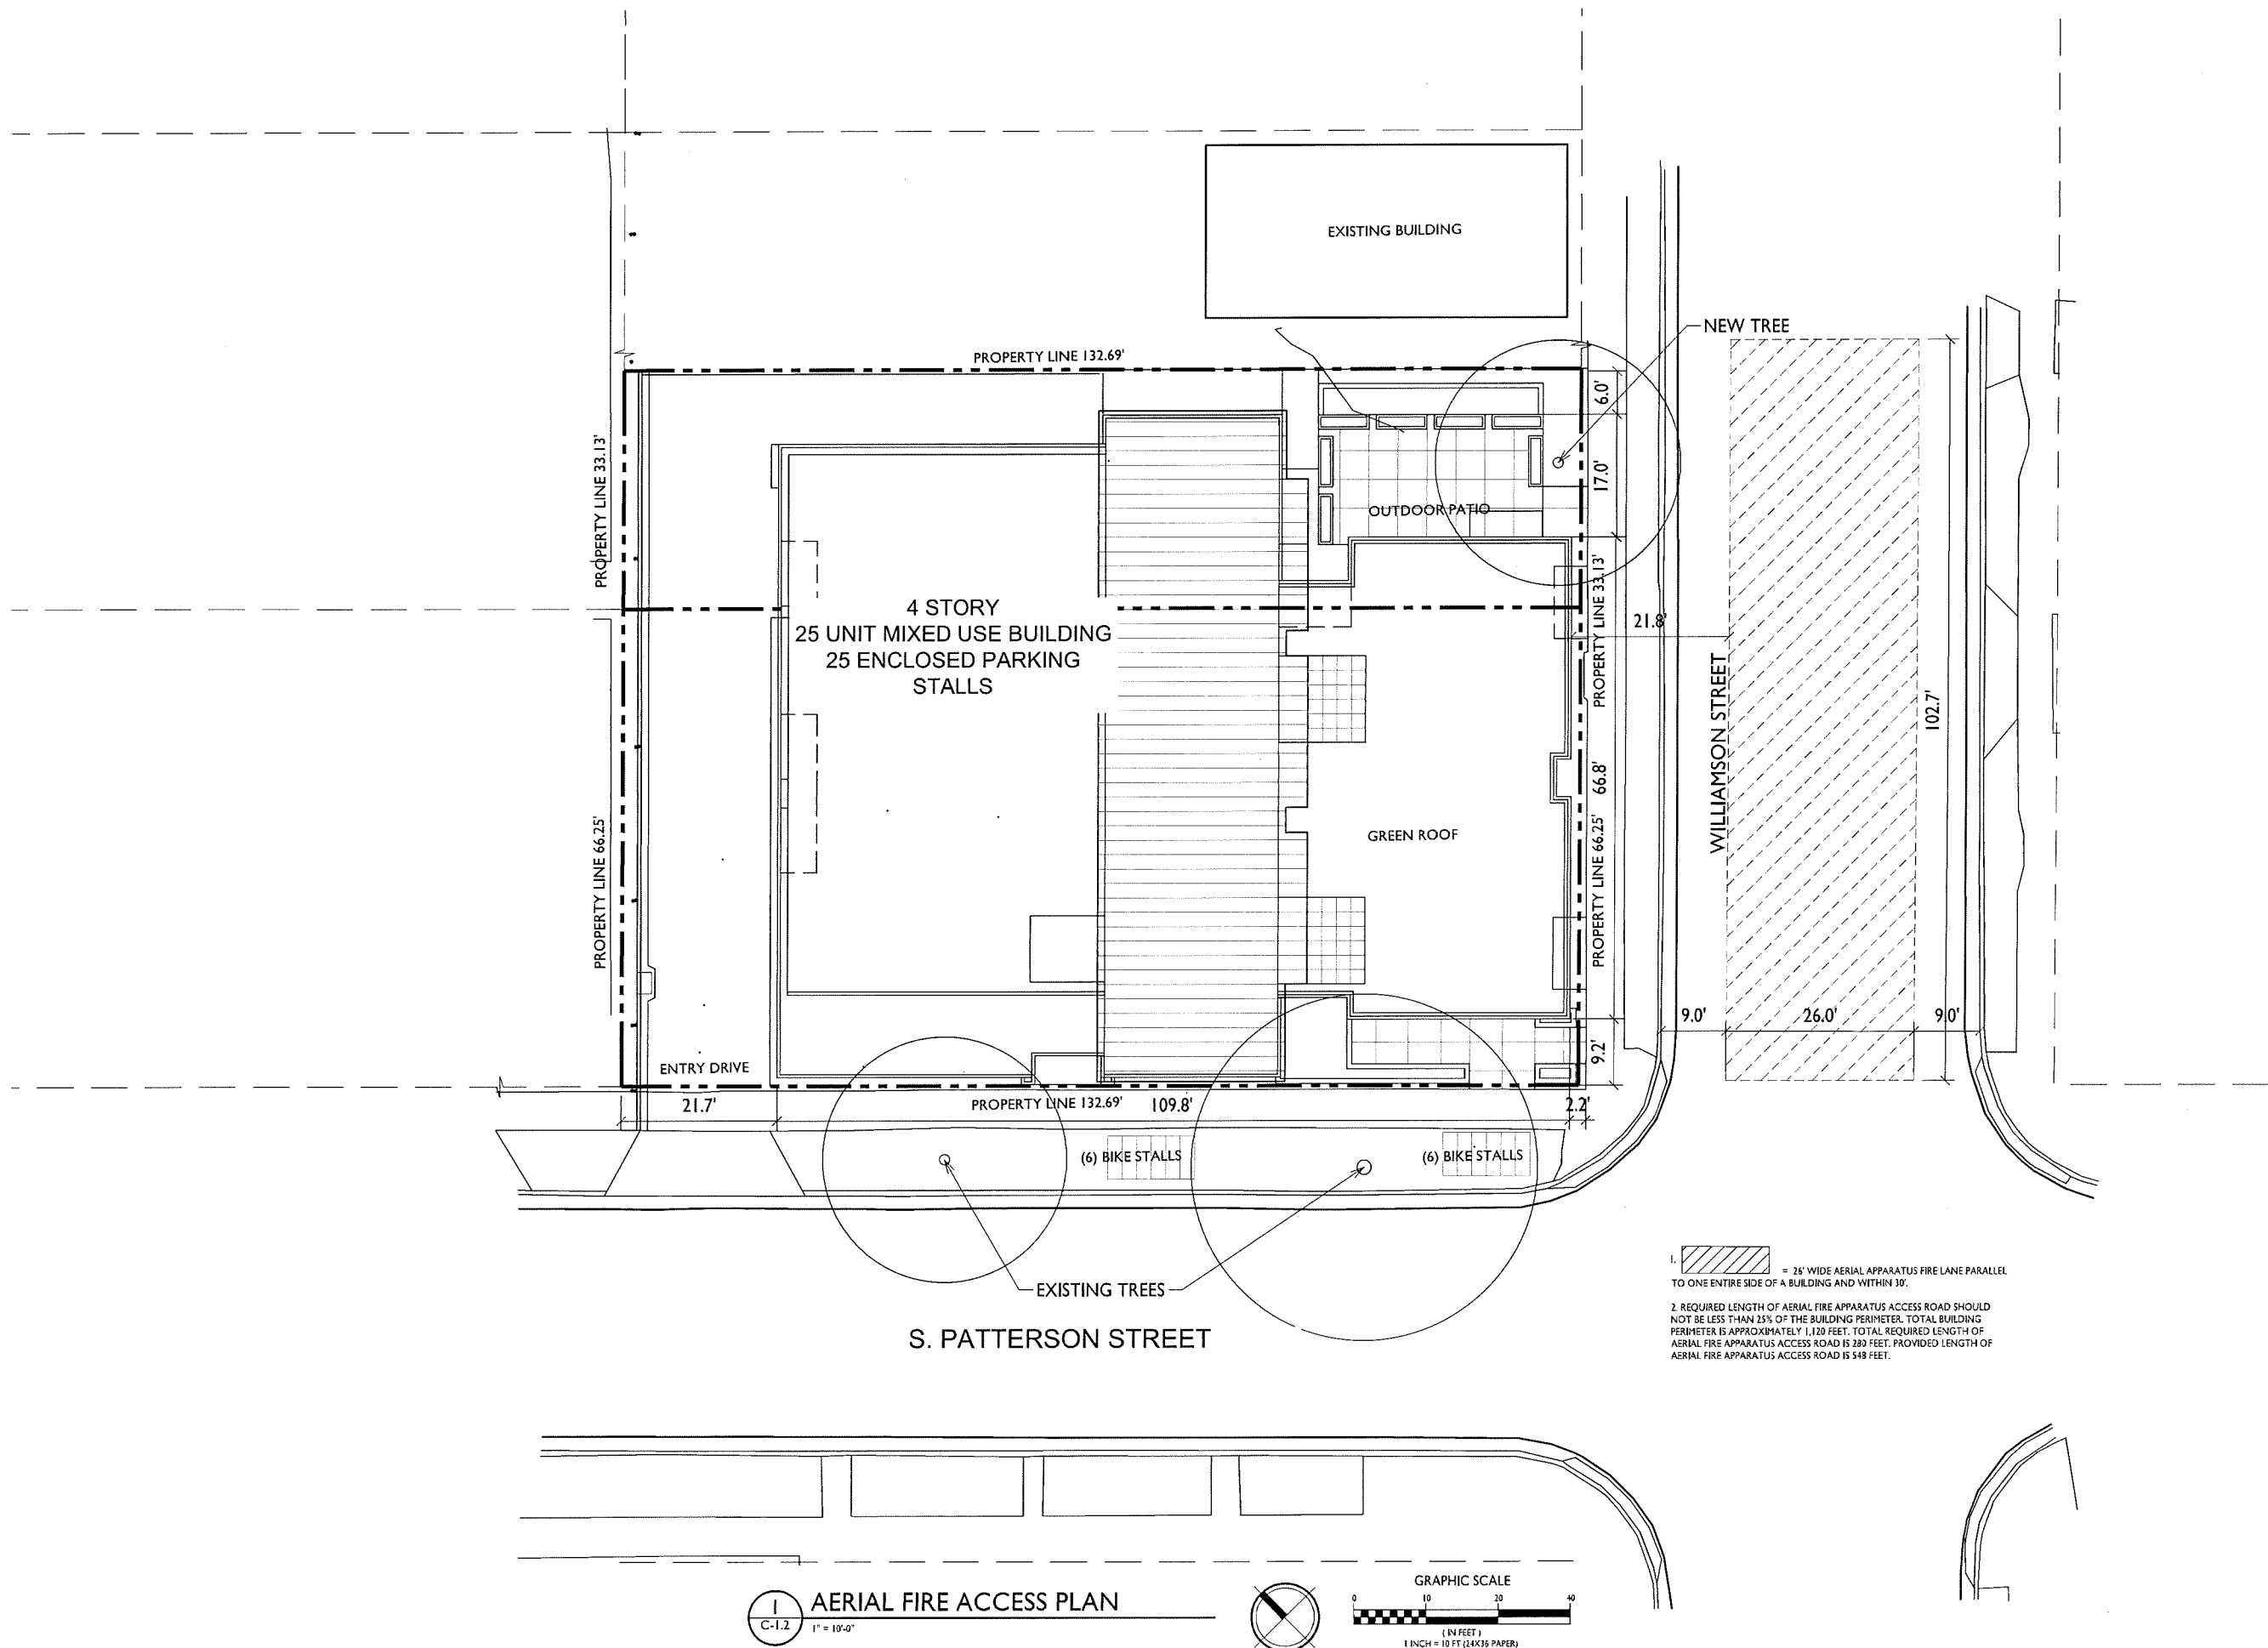 EXISTING BUILDING
NEW TREE
PROPERTY LINE 132.69'
6.0'
17.0'
PROPERTY LINE 33.13'
OUTDOOR PATIO
PROPERTY LINE 33.13'
21.8'
4 STORY
25 UNIT MIXED USE BUILDING
25 ENCLOSED PARKING
STALLS
WILLIAMSON STREET
102.7'
66.8'
GREEN ROOF
PROPERTY LINE 66.25'
PROPERTY LINE 66.25'
9.0'
26.0'
9.0'
9.2'
ENTRY DRIVE
21.7'
PROPERTY LINE 132.69'
109.8'
2.2'
(6) BIKE STALLS
(6) BIKE STALLS
EXISTING TREES
S. PATTERSON STREET
1.
= 26' WIDE AERIAL APPARATUS FIRE LANE PARALLEL
TO ONE ENTIRE SIDE OF A BUILDING AND WITHIN 30'.
2. REQUIRED LENGTH OF AERIAL FIRE APPARATUS ACCESS ROAD SHOULD
NOT BE LESS THAN 25% OF THE BUILDING PERIMETER. TOTAL BUILDING
PERIMETER IS APPROXIMATELY 1,120 FEET. TOTAL REQUIRED LENGTH OF
AERIAL FIRE APPARATUS ACCESS ROAD IS 280 FEET. PROVIDED LENGTH OF
AERIAL FIRE APPARATUS ACCESS ROAD IS 548 FEET.
1
C-1.2
AERIAL FIRE ACCESS PLAN
1" = 10'-0"
GRAPHIC SCALE
0 10 20 40
( IN FEET )
1 INCH = 10 FT (24X36 PAPER)